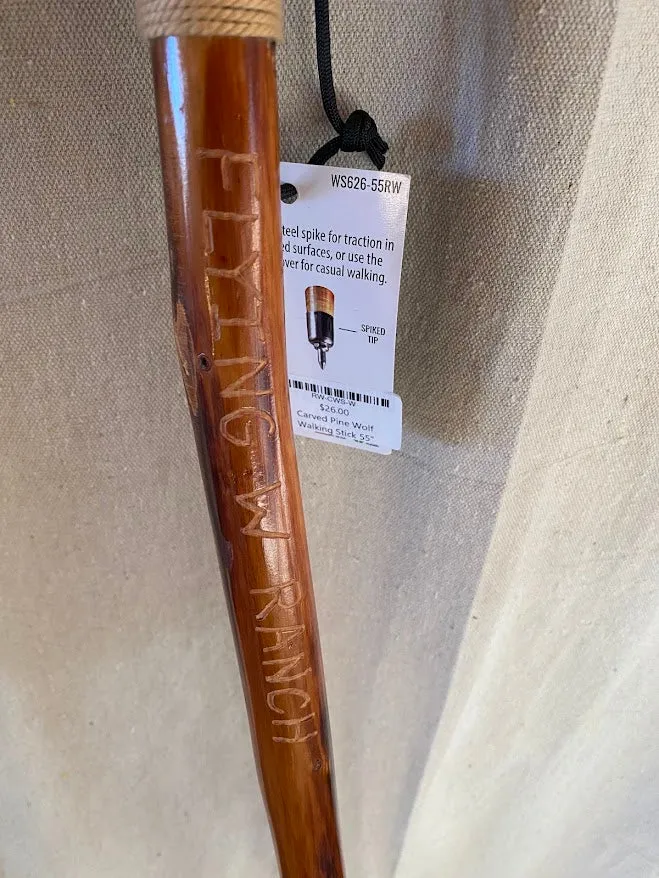 FLYING W RANCH
WS626-55RW
teel spike for traction in
ed surfaces, or use the
ver for casual walking.
SPIKED
TIP
RW-CWS-W
$26.00
Carved Pine Wolf
Walking Stick 55"